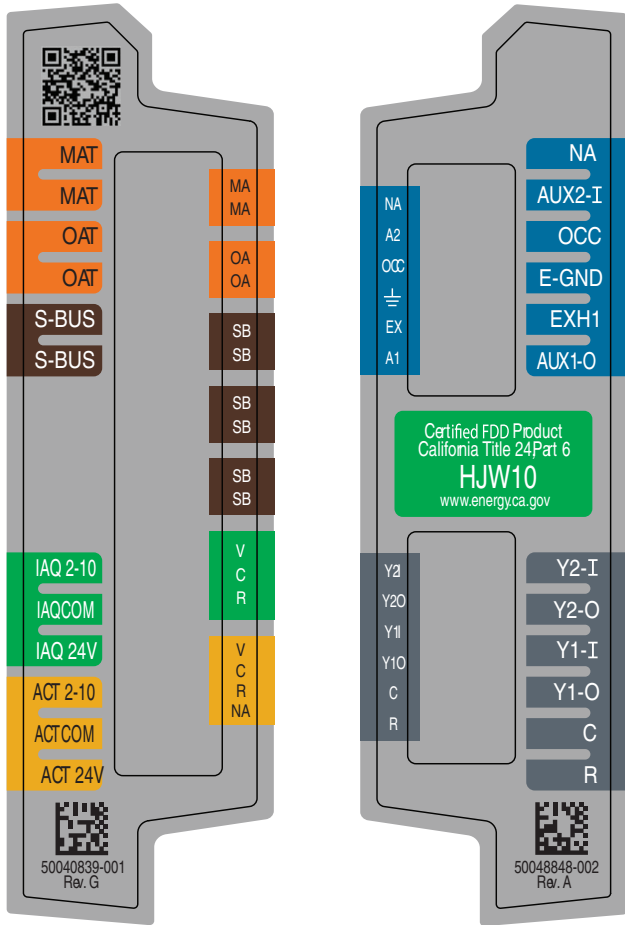 MAT
MAT
OAT
OAT
S-BUS
S-BUS
IAQ 2-10
IAQCOM
IAQ 24V
ACT 2-10
ACTCOM
ACT 24V
50040839-001
Rev. G
MA
MA
OA
OA
SB
SB
SB
SB
SB
SB
V
C
R
V
C
R
NA
NA
A2
OCC
EX
A1
Certified FDD Product
California Title 24,Part 6
HJW10
www.energy.ca.gov
Y2I
Y2O
Y1I
Y1O
C
R
NA
AUX2-I
OCC
E-GND
EXH1
AUX1-O
Y2-I
Y2-O
Y1-I
Y1-O
C
R
50048848-002
Rev. A